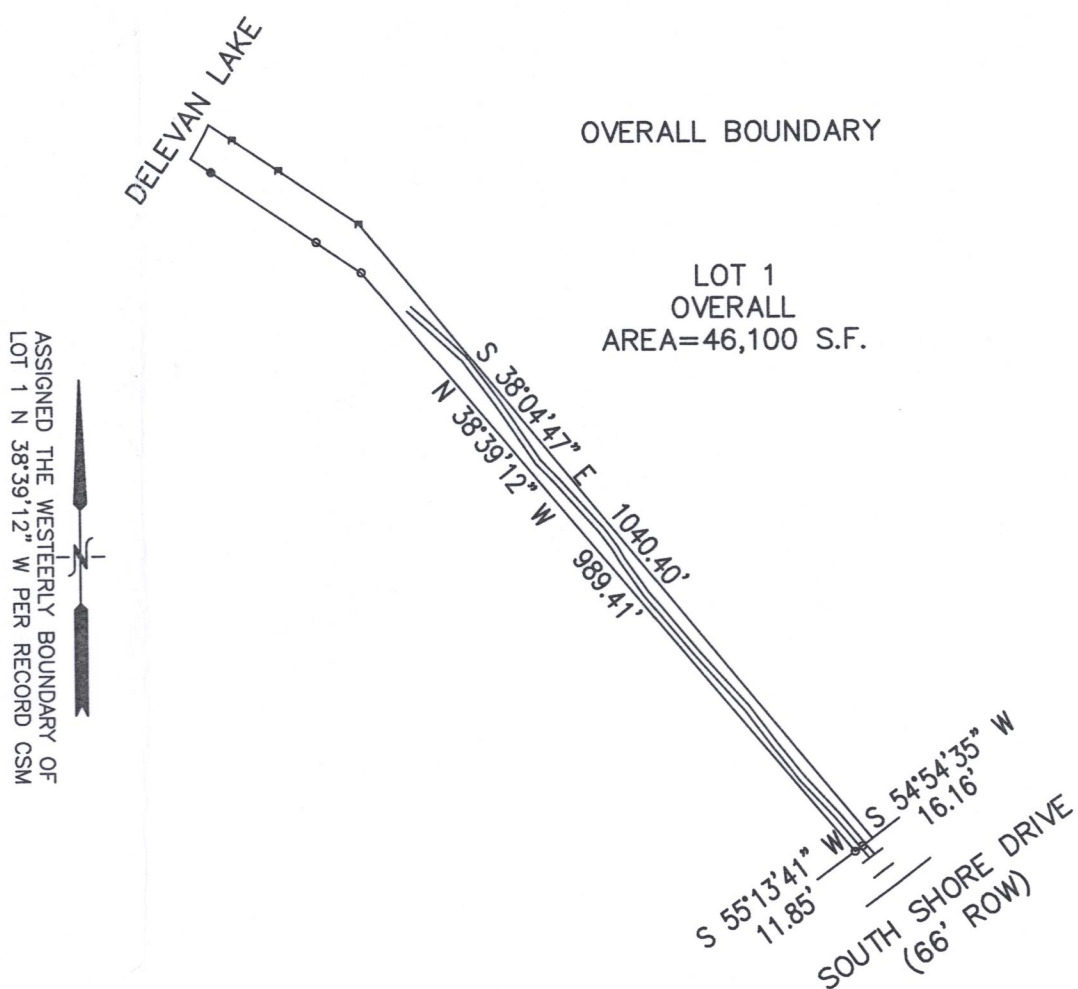 DELEVAN LAKE
OVERALL BOUNDARY
LOT 1
OVERALL
AREA=46,100 S.F.
S 38°04'47" E 1040.40'
N 38°39'12" W 989.41'
ASSIGNED THE WESTEERLY BOUNDARY OF
LOT 1 N 38°39'12" W PER RECORD CSM
N
S 54°54'35" W
16.16'
S 55°13'41" W
11.85'
SOUTH SHORE DRIVE
(66' ROW)